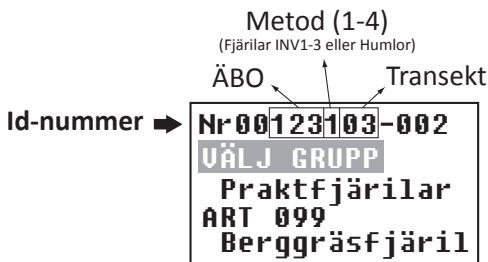 Metod (1-4)
(Fjärilar INV1-3 eller Humlor)
ÄBO Transekt
Id-nummer ➡ Nr00123103-002
VÄLJ GRUPP
Praktfjärilar
ART 099
Berggräsfjäril